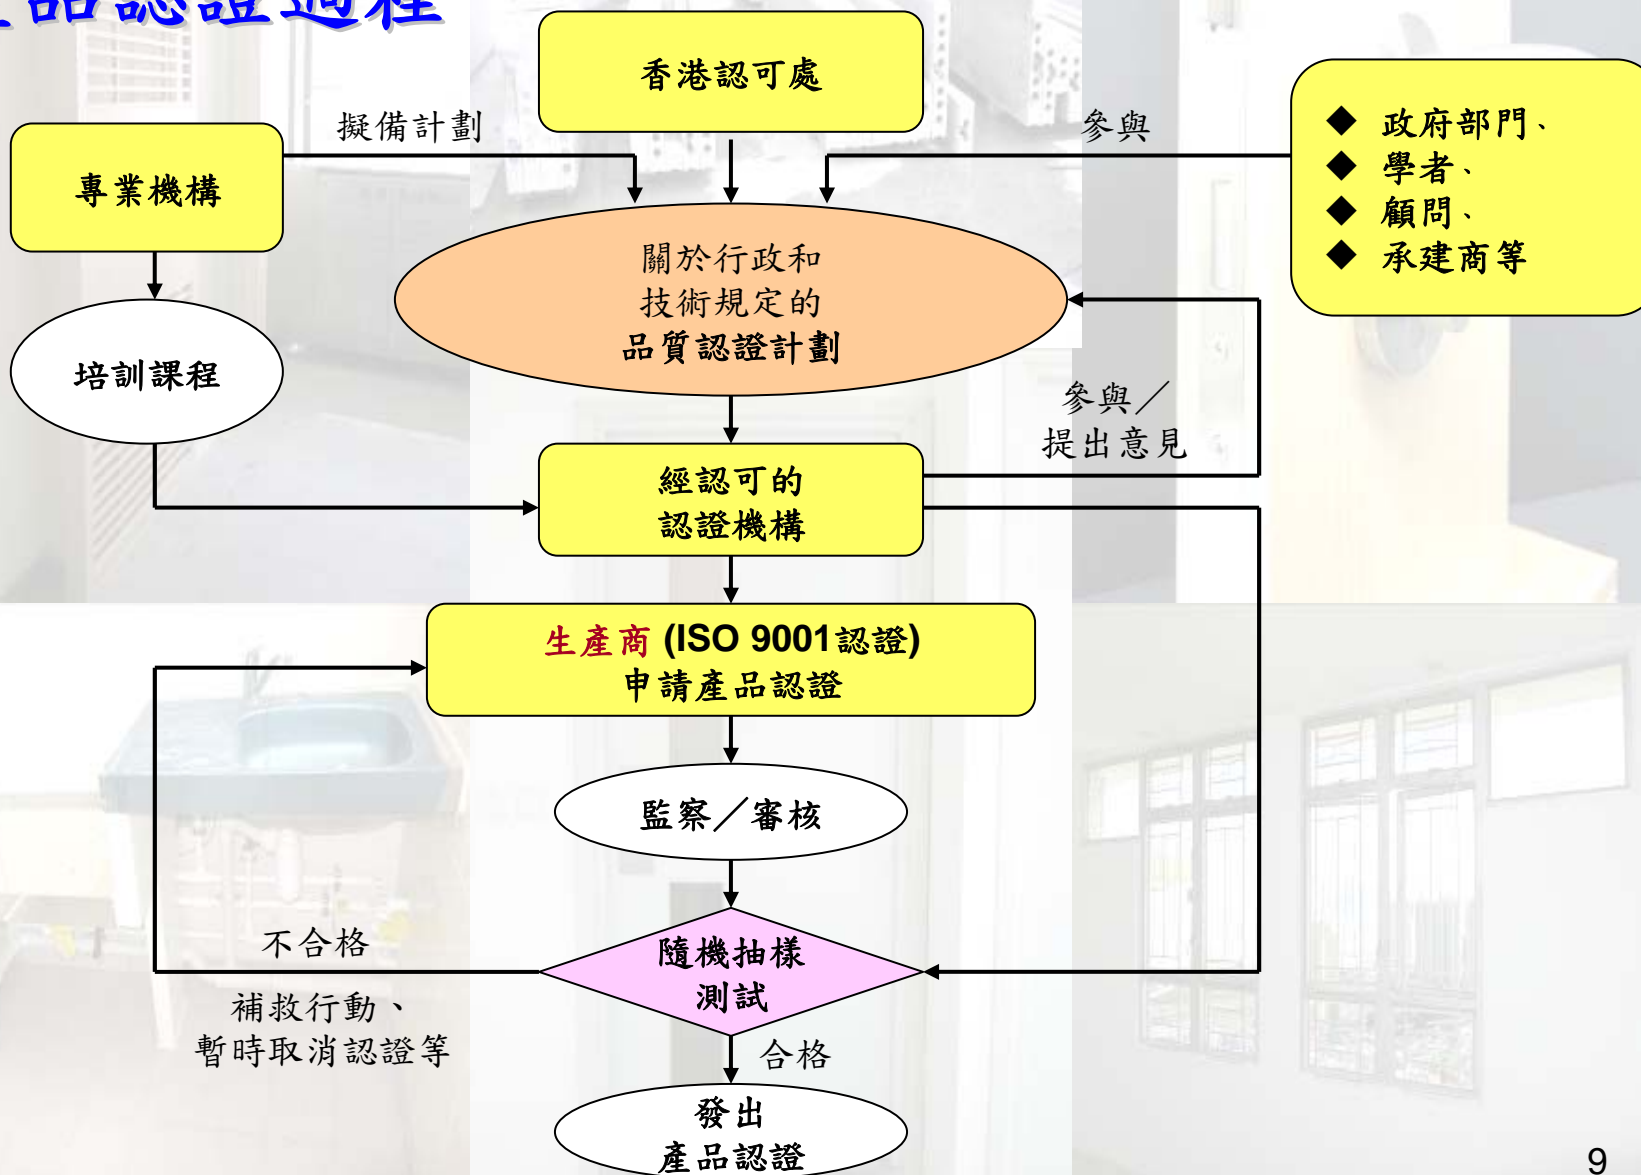 品認證過程
香港認可處
擬備計劃
參與
專業機構
◆ 政府部門、
◆ 學者、
◆ 顧問、
◆ 承建商等
關於行政和
技術規定的
品質認證計劃
培訓課程
參與／
提出意見
經認可的
認證機構
生產商 (ISO 9001認證)
申請產品認證
監察／審核
不合格
隨機抽樣
測試
補救行動、
暫時取消認證等
合格
發出
產品認證
9